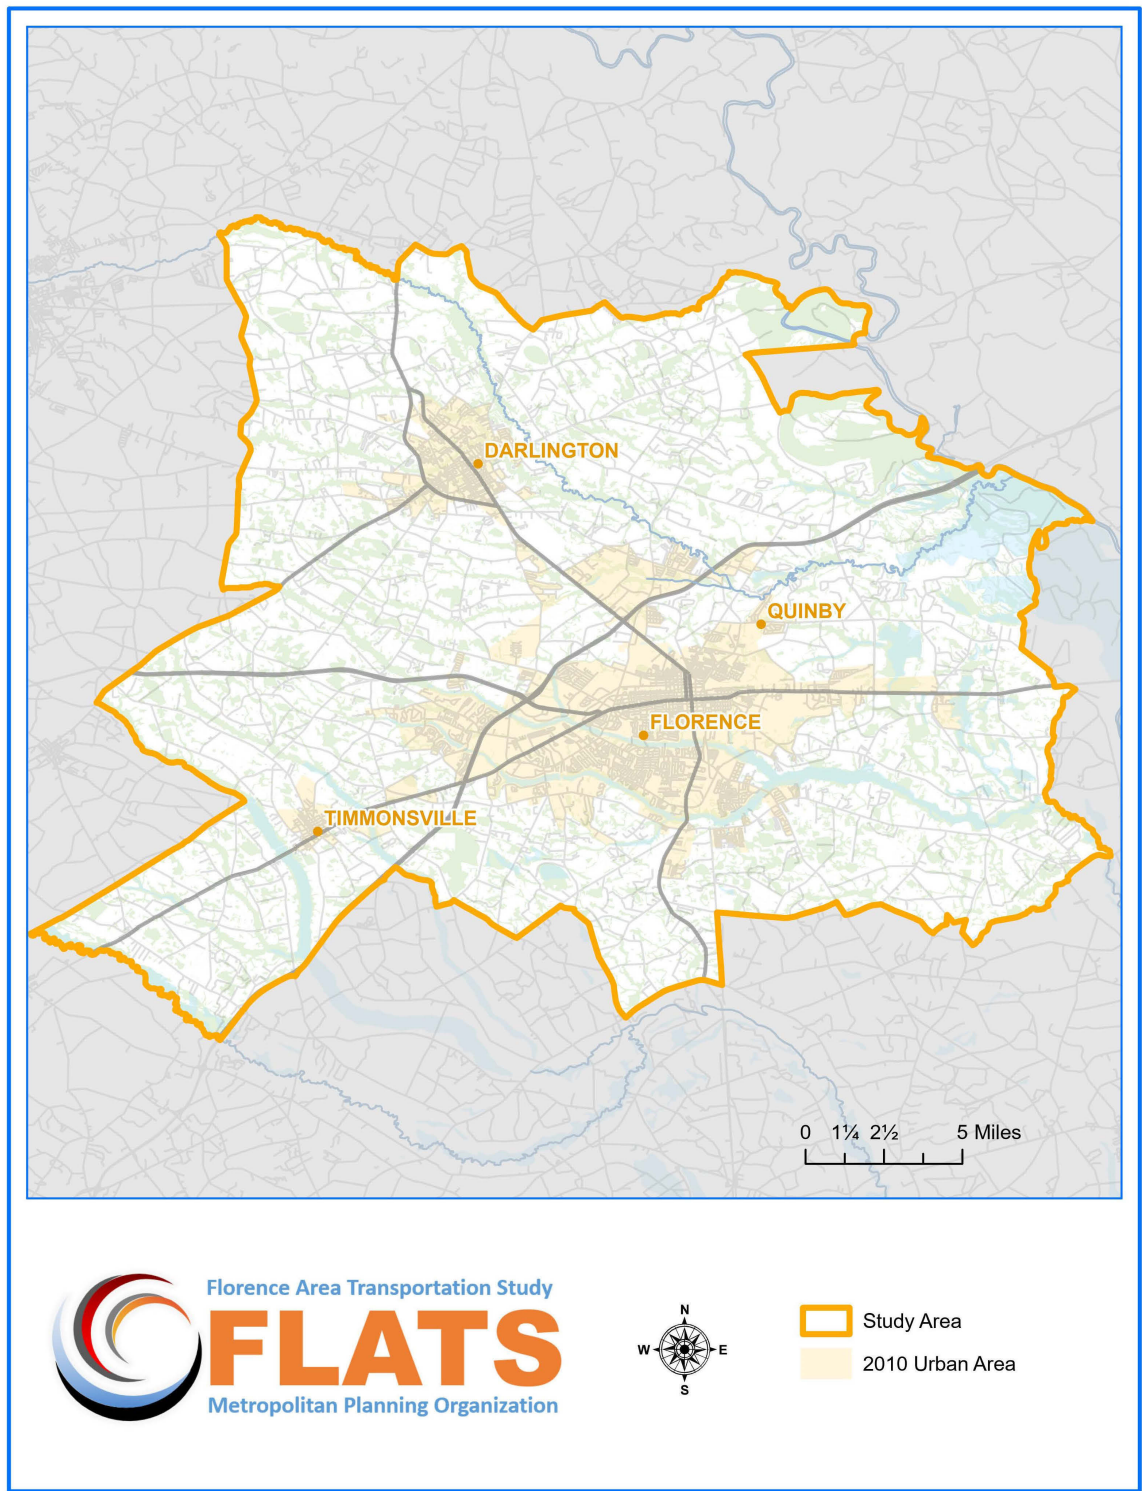 DARLINGTON
QUINBY
FLORENCE
TIMMONSVILLE
0 1¼ 2½ 5 Miles
Florence Area Transportation Study
FLATS
Metropolitan Planning Organization
N
W E
S
Study Area
2010 Urban Area